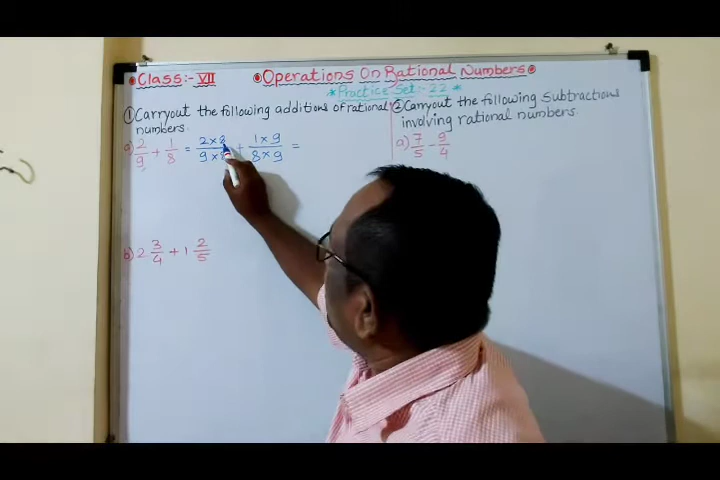 Class:- VII
Operations On Rational Numbers
* Practice Set:- 22 *
① Carryout the following additions of rational
numbers.
a) 2/9 + 1/8 = 2×8/9×8 + 1×9/8×9 =
b) 2 3/4 + 1 2/5
② Carryout the following Subtractions
involving rational numbers.
a) 7/5 - 9/4